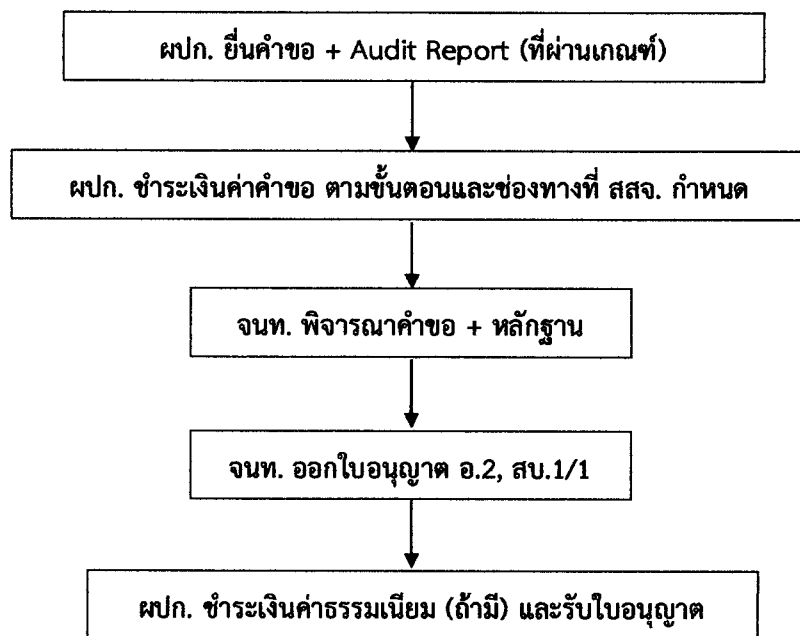 ผปก. ยื่นคำขอ + Audit Report (ที่ผ่านเกณฑ์)
ผปก. ชำระเงินค่าคำขอ ตามขั้นตอนและช่องทางที่ สสจ. กำหนด
จนท. พิจารณาคำขอ + หลักฐาน
จนท. ออกใบอนุญาต อ.2, สบ.1/1
ผปก. ชำระเงินค่าธรรมเนียม (ถ้ามี) และรับใบอนุญาต